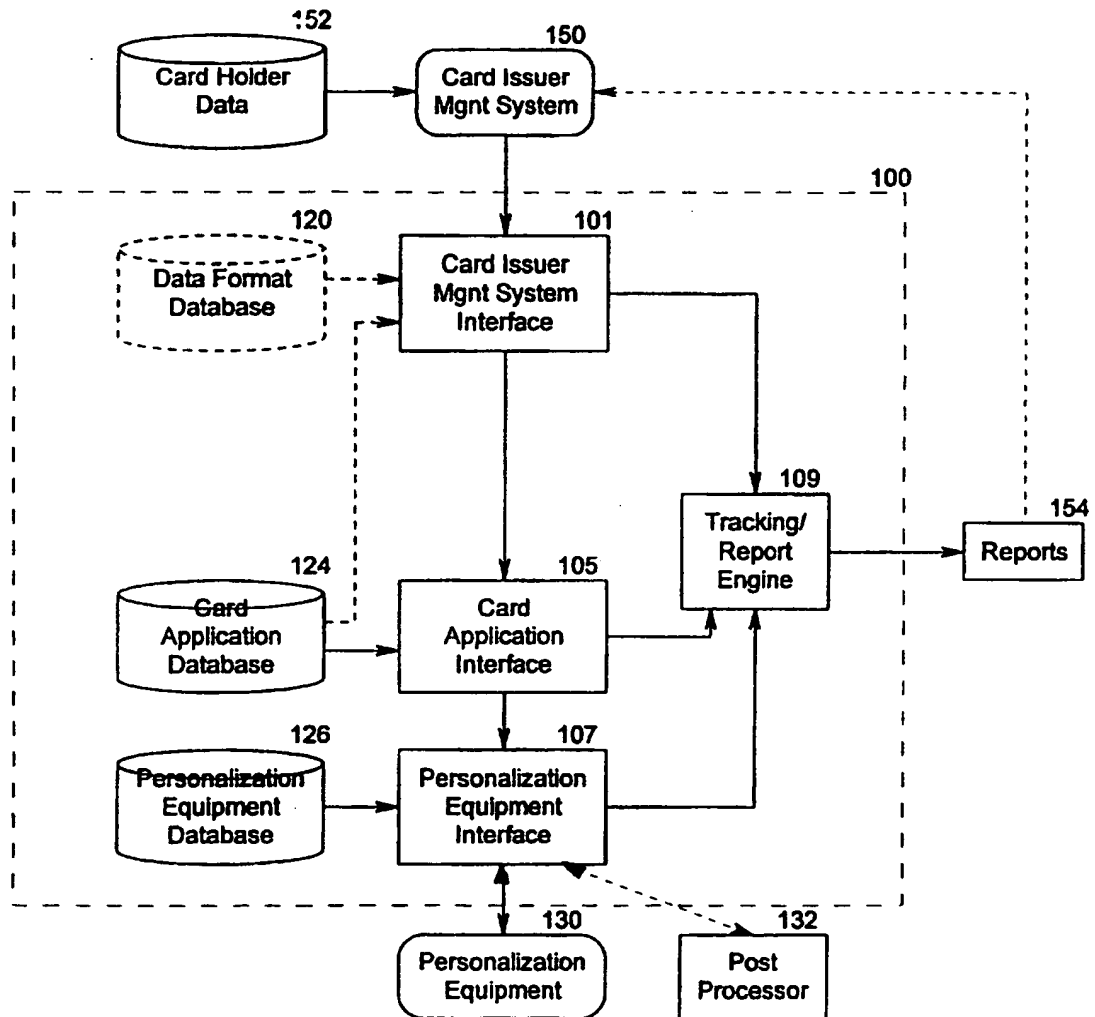 152
Card Holder
Data
150
Card Issuer
Mgnt System
100
120
Data Format
Database
101
Card Issuer
Mgnt System
Interface
109
Tracking/
Report
Engine
154
Reports
124
Card
Application
Database
105
Card
Application
Interface
126
Personalization
Equipment
Database
107
Personalization
Equipment
Interface
130
Personalization
Equipment
132
Post
Processor